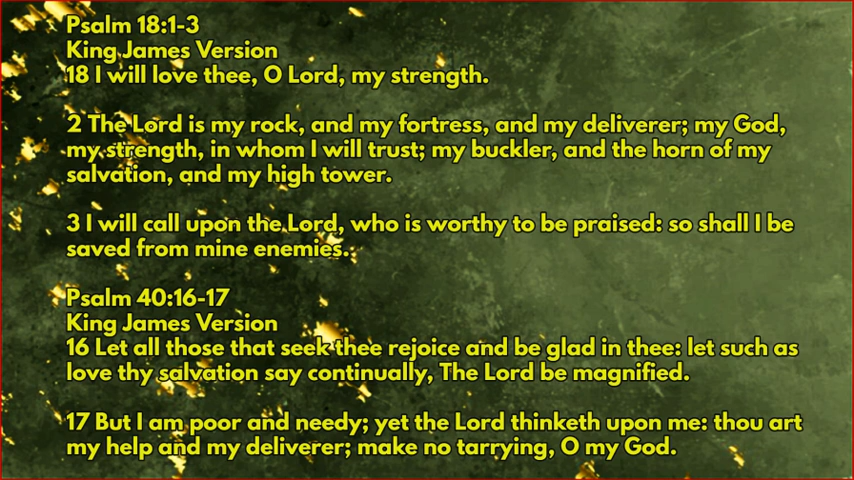 Psalm 18:1-3
King James Version
18 I will love thee, O Lord, my strength.
2 The Lord is my rock, and my fortress, and my deliverer; my God,
my strength, in whom I will trust; my buckler, and the horn of my
salvation, and my high tower.
3 I will call upon the Lord, who is worthy to be praised: so shall I be
saved from mine enemies.
Psalm 40:16-17
King James Version
16 Let all those that seek thee rejoice and be glad in thee: let such as
love thy salvation say continually, The Lord be magnified.
17 But I am poor and needy; yet the Lord thinketh upon me: thou art
my help and my deliverer; make no tarrying, O my God.